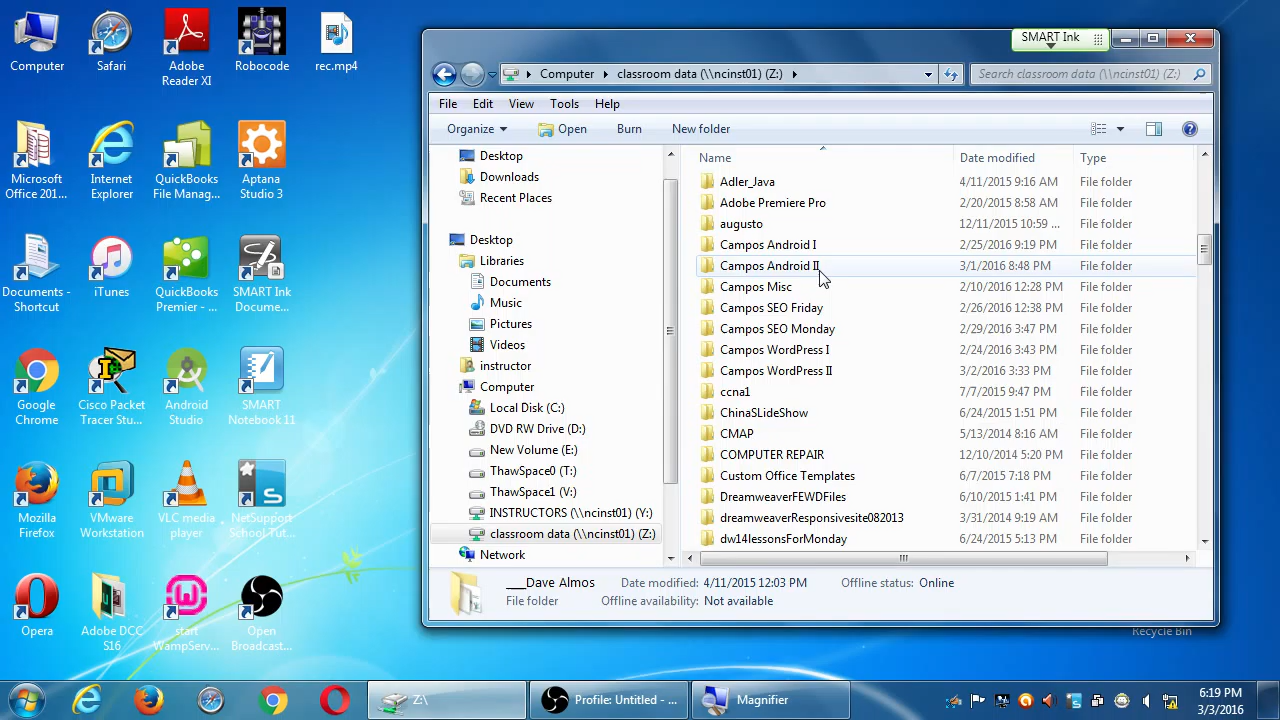 Computer
Safari
Adobe
Reader XI
Robocode
rec.mp4
Microsoft
Office 201...
Internet
Explorer
QuickBooks
File Manag...
Aptana
Studio 3
Documents -
Shortcut
iTunes
QuickBooks
Premier - ...
SMART Ink
Docume...
Google
Chrome
Cisco Packet
Tracer Stu...
Android
Studio
SMART
Notebook 11
Mozilla
Firefox
VMware
Workstation
VLC media
player
NetSupport
School Tut...
Opera
Adobe DCC
S16
start
WampServ...
Open
Broadcast...
SMART Ink
Computer
classroom data (\\ncinst01) (Z:)
Search classroom data (\\ncinst01) (Z:)
File Edit View Tools Help
Organize Open Burn New folder
Desktop
Downloads
Recent Places
Desktop
Libraries
Documents
Music
Pictures
Videos
instructor
Computer
Local Disk (C:)
DVD RW Drive (D:)
New Volume (E:)
ThawSpace0 (T:)
ThawSpace1 (V:)
INSTRUCTORS (\\ncinst01) (Y:)
classroom data (\\ncinst01) (Z:)
Network
Name Date modified Type
Adler_Java 4/11/2015 9:16 AM File folder
Adobe Premiere Pro 2/20/2015 8:58 AM File folder
augusto 12/11/2015 10:59 ... File folder
Campos Android I 2/25/2016 9:19 PM File folder
Campos Android II 3/1/2016 8:48 PM File folder
Campos Misc 2/10/2016 12:28 PM File folder
Campos SEO Friday 2/26/2016 12:38 PM File folder
Campos SEO Monday 2/29/2016 3:47 PM File folder
Campos WordPress I 2/24/2016 3:43 PM File folder
Campos WordPress II 3/2/2016 3:33 PM File folder
ccna1 7/7/2015 9:47 PM File folder
ChinaSLideShow 6/24/2015 1:51 PM File folder
CMAP 5/13/2014 8:16 AM File folder
COMPUTER REPAIR 12/10/2014 5:20 PM File folder
Custom Office Templates 6/7/2015 7:18 PM File folder
DreamweaverFEWDFiles 6/10/2015 1:41 PM File folder
dreamweaverResponsivesite082013 3/31/2014 9:19 AM File folder
dw14lessonsForMonday 6/24/2015 5:13 PM File folder
___Dave Almos Date modified: 4/11/2015 12:03 PM Offline status: Online
File folder Offline availability: Not available
Recycle Bin
Z:\
Profile: Untitled - ...
Magnifier
6:19 PM
3/3/2016